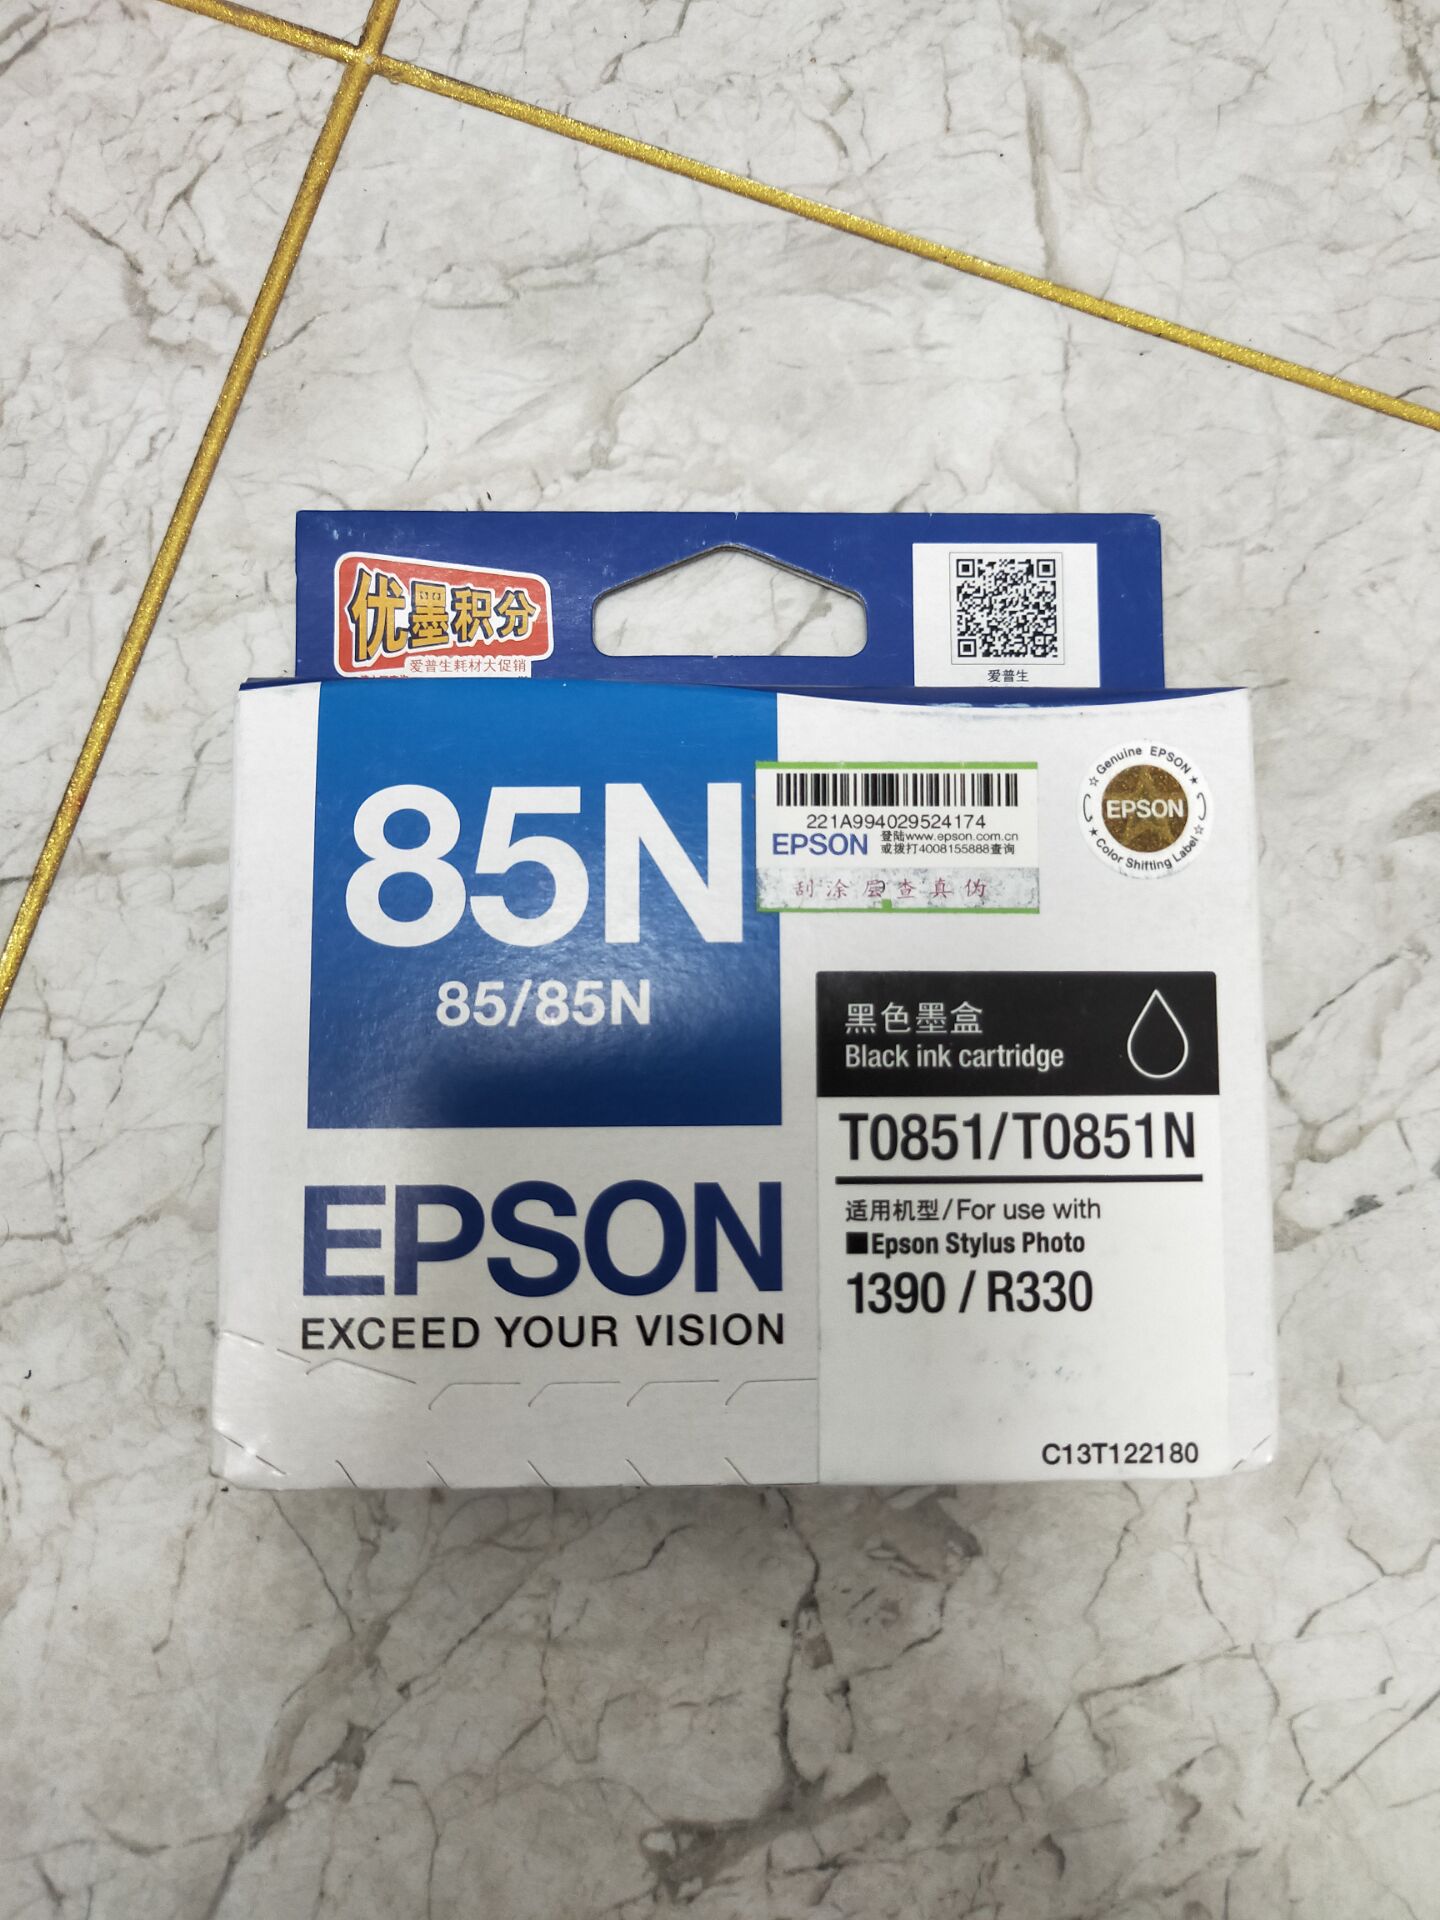 优墨积分
爱普生耗材大促销
爱普生
85N
85/85N
221A994029524174
EPSON
登陆www.epson.com.cn
或拨打4008155888查询
刮涂层查真伪
Genuine EPSON
EPSON
Color Shifting Label
黑色墨盒
Black ink cartridge
T0851/T0851N
适用机型/For use with
■Epson Stylus Photo
1390 / R330
EPSON
EXCEED YOUR VISION
C13T122180